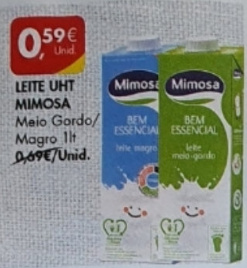 0,59€
Unid.
LEITE UHT
MIMOSA
Meio Gordo/
Magro 1lt
0,69€/Unid.
Mimosa
BEM
ESSENCIAL
leite magro
Mimosa
BEM
ESSENCIAL
leite
meio-gordo